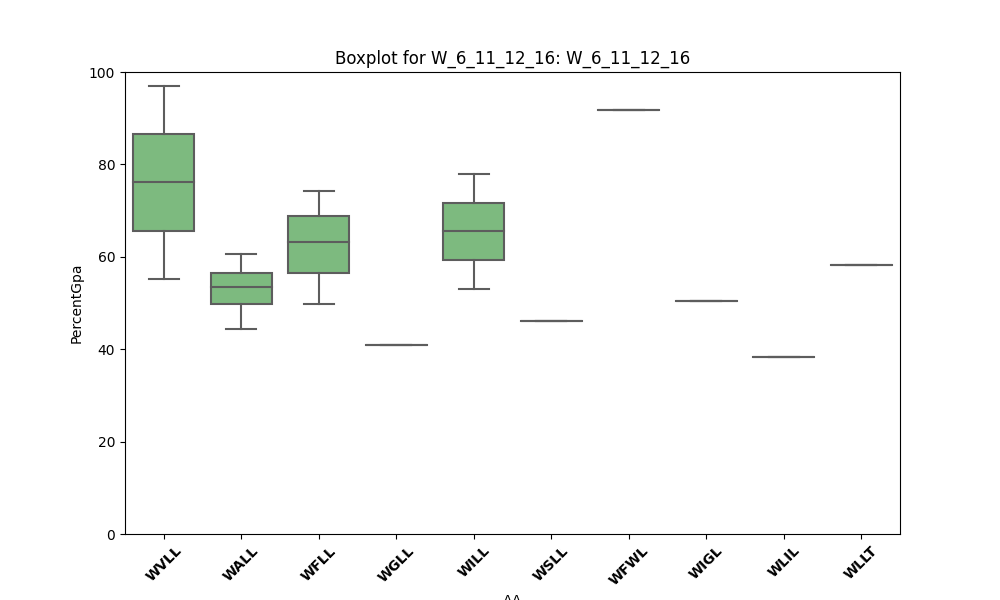 Boxplot for W_6_11_12_16: W_6_11_12_16
100
80
60
40
20
0
PercentGpa
WVLL WALL WFLL WGLL WILL WSLL WFWL WIGL WLIL WLLT
AA